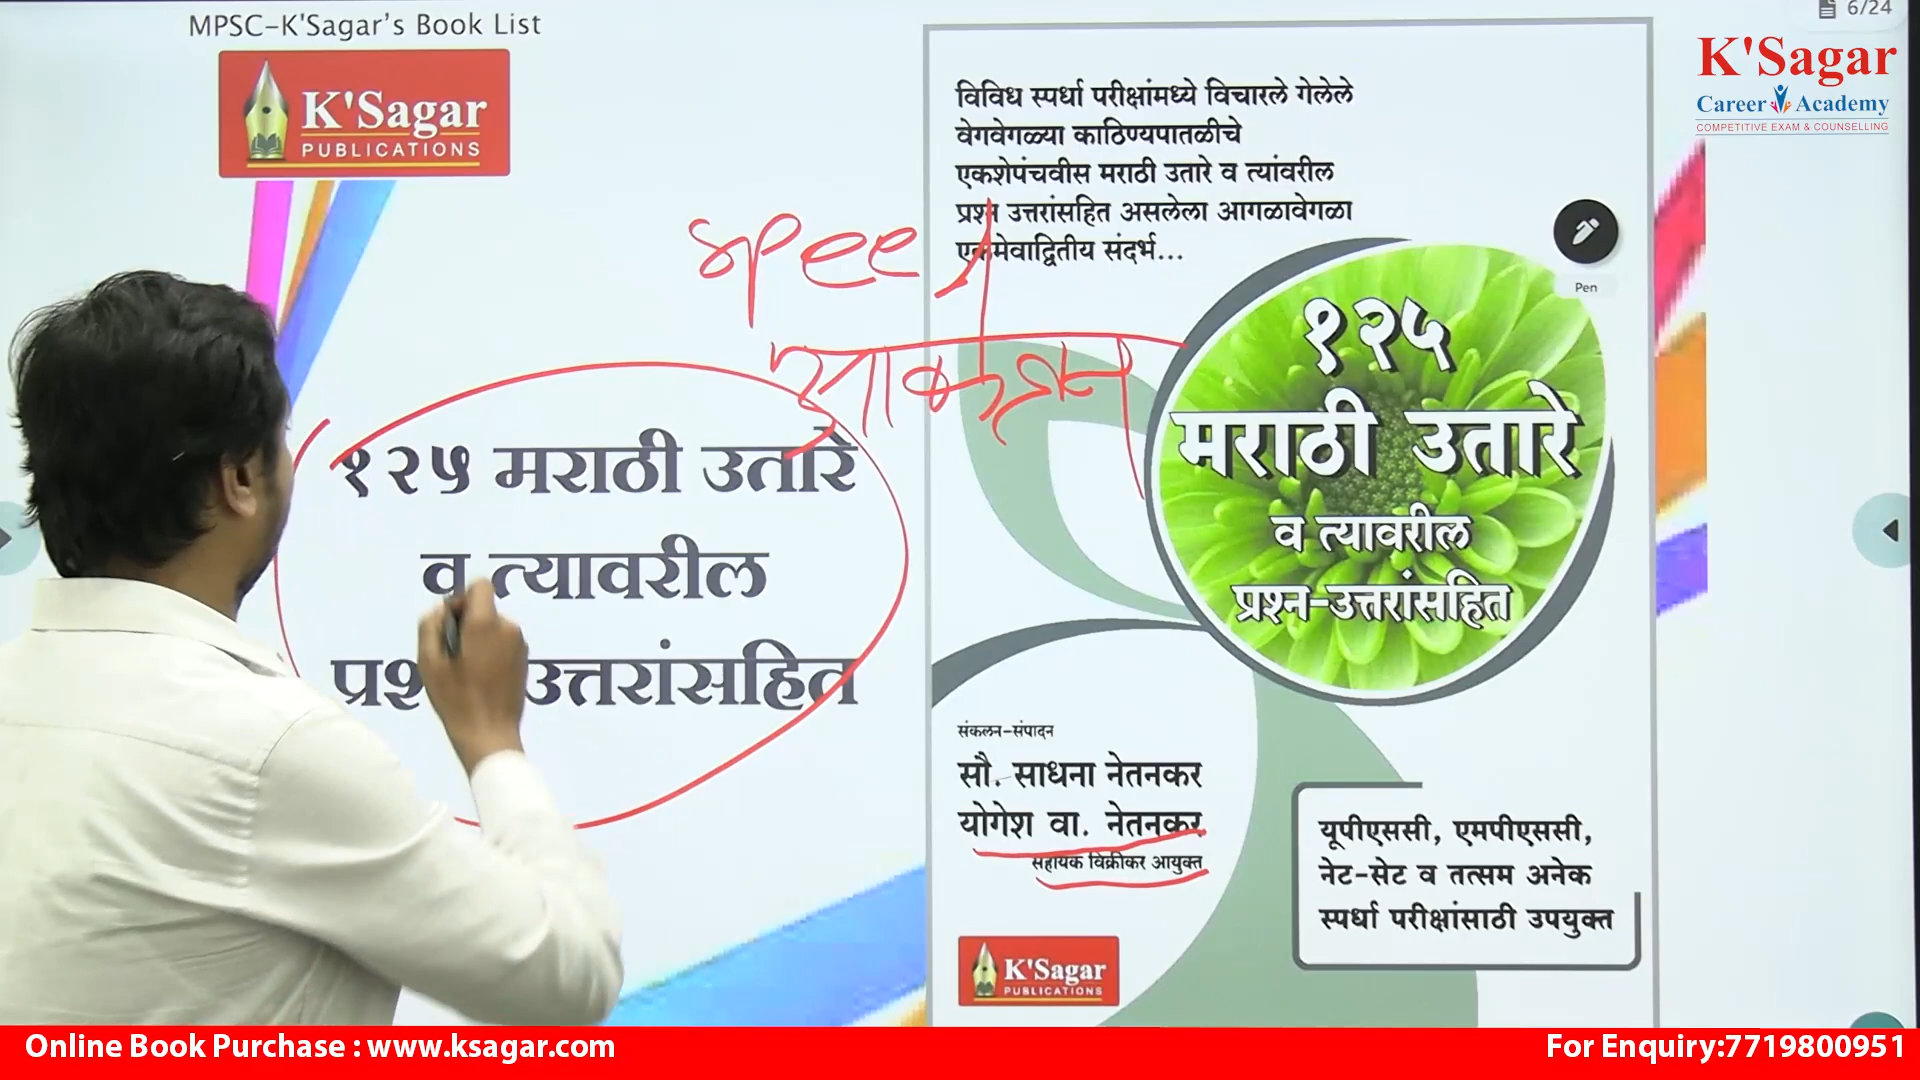 MPSC-K'Sagar's Book List
K'Sagar
PUBLICATIONS
6/24
K'Sagar
Career Academy
COMPETITIVE EXAM & COUNSELLING
विविध स्पर्धा परीक्षांमध्ये विचारले गेलेले
वेगवेगळ्या काठिण्यपातळीचे
एकशेपंचवीस मराठी उतारे व त्यांवरील
प्रश्न उत्तरांसहित असलेला आगळावेगळा
एकमेवाद्वितीय संदर्भ...
Pen
speed
आकलन
१२५ मराठी उतारे
व त्यावरील
उत्तरांसहित
१२५
मराठी उतारे
व त्यावरील
प्रश्न-उत्तरांसहित
संकलन-संपादन
सौ. साधना नेतनकर
योगेश वा. नेतनकर
सहायक विक्रीकर आयुक्त
यूपीएससी, एमपीएससी,
नेट-सेट व तत्सम अनेक
स्पर्धा परीक्षांसाठी उपयुक्त
K'Sagar
PUBLICATIONS
Online Book Purchase : www.ksagar.com
For Enquiry:7719800951